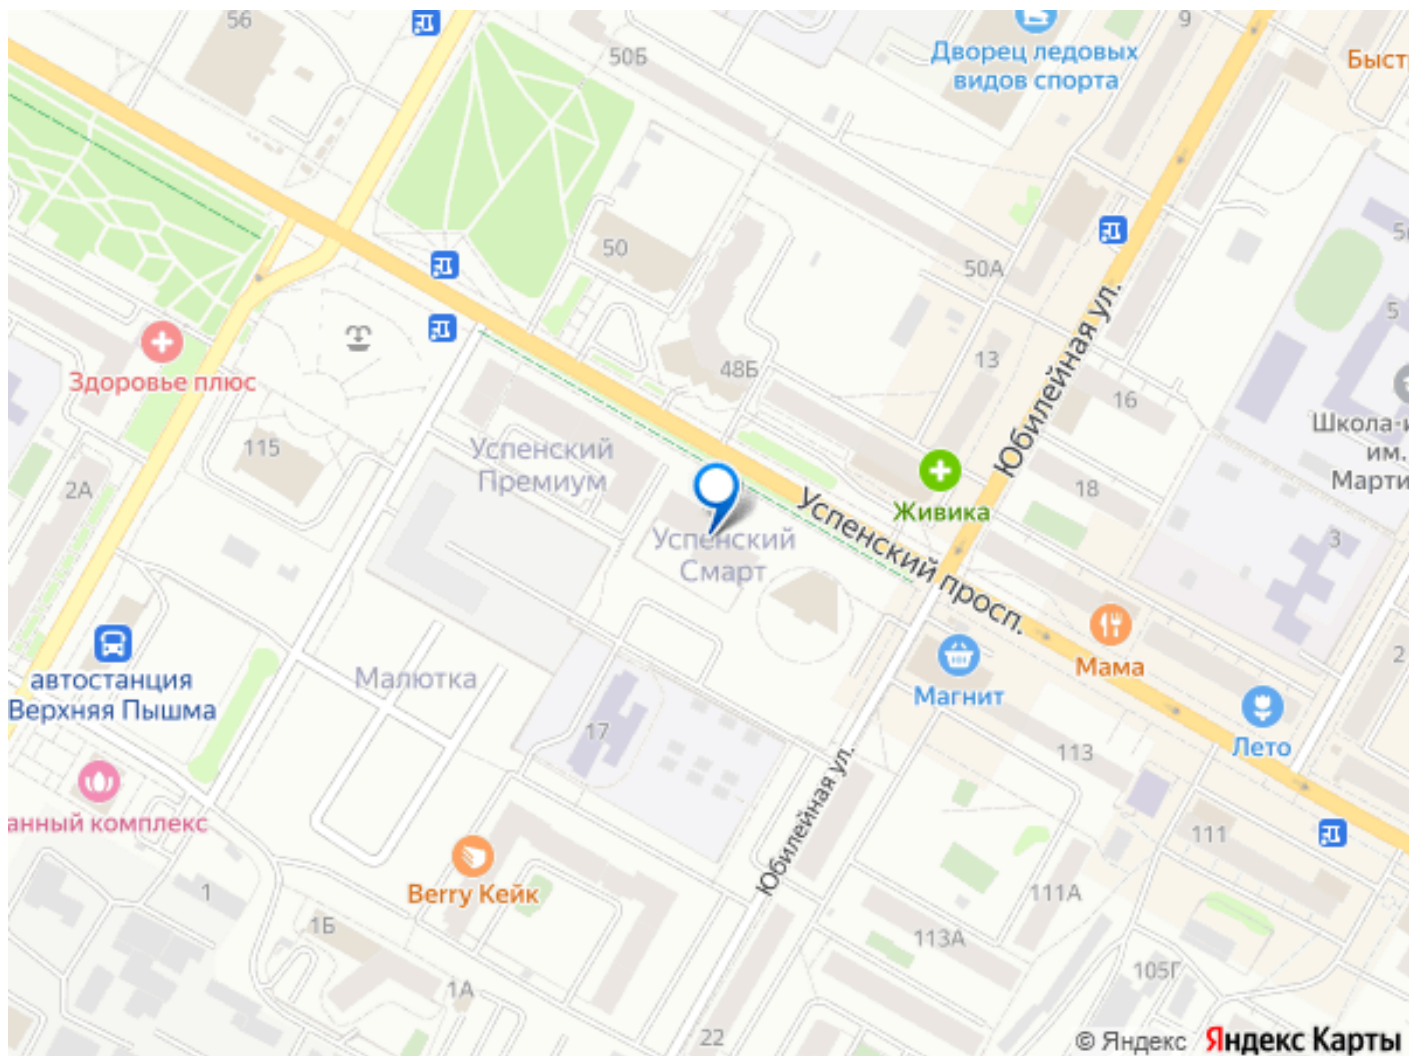 56
9
50Б
Дворец ледовых
видов спорта
Быст
50
50А
5
48Б
13
16
Юбилейная ул.
Здоровье плюс
Школа-и
им.
Марти
115
Успенский
Премиум
2А
18
Живика
Успенский просп.
Успенский
Смарт
3
Мама
2
автостанция
Верхняя Пышма
Малютка
Магнит
17
113
Лето
Юбилейная ул.
анный комплекс
111
Berry Кейк
1
111А
1Б
113А
105Г
1А
22
© Яндекс Яндекс Карты